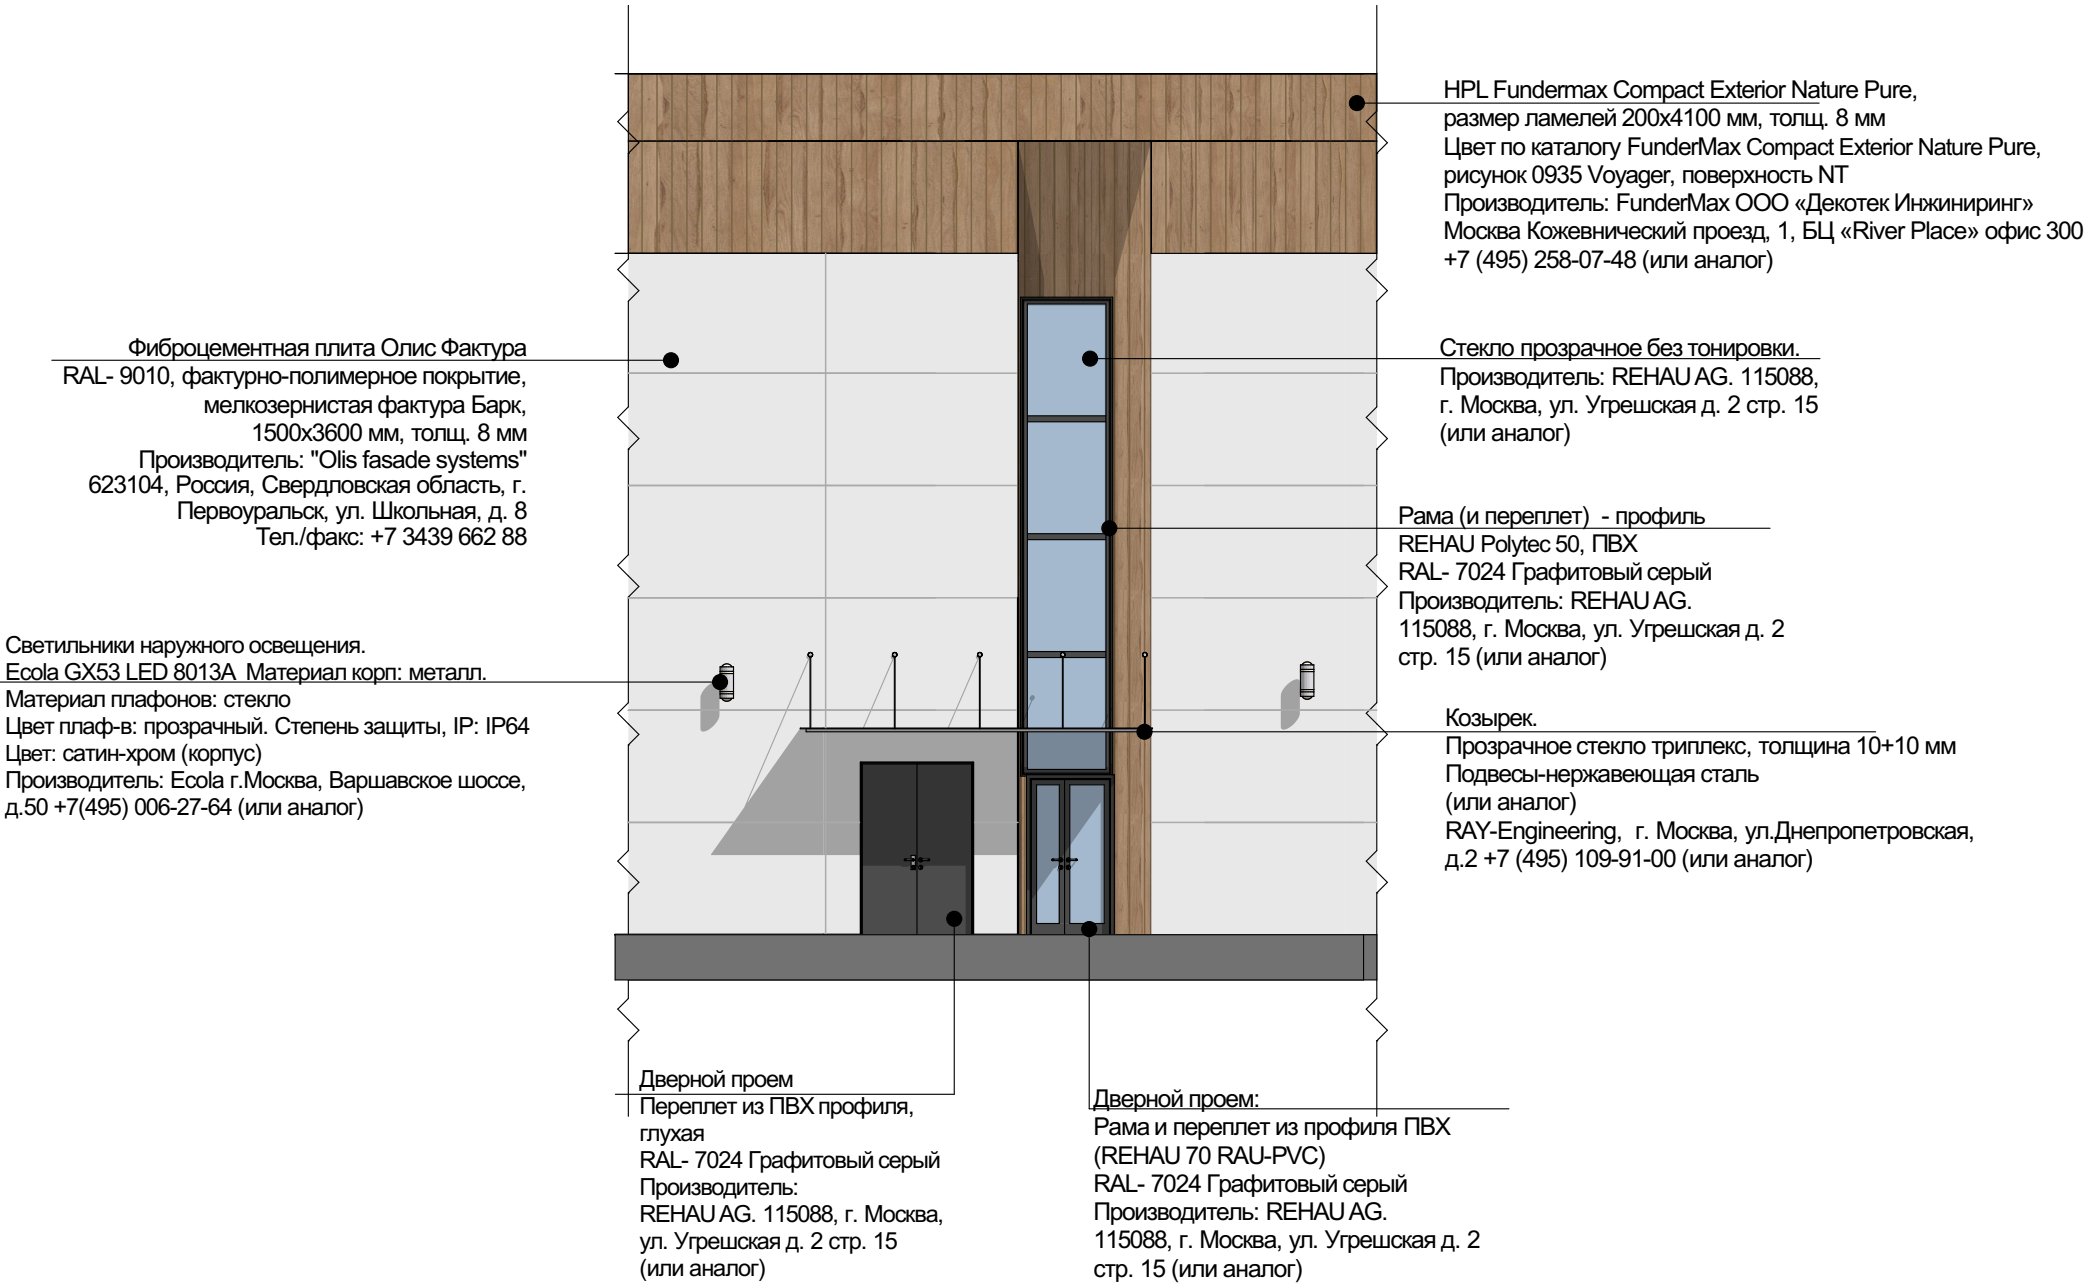 HPL Fundermax Compact Exterior Nature Pure,
размер ламелей 200х4100 мм, толщ. 8 мм
Цвет по каталогу FunderMax Compact Exterior Nature Pure,
рисунок 0935 Voyager, поверхность NT
Производитель: FunderMax ООО «Декотек Инжиниринг»
Москва Кожевнический проезд, 1, БЦ «River Place» офис 300
+7 (495) 258-07-48 (или аналог)
Фиброцементная плита Олис Фактура
RAL- 9010, фактурно-полимерное покрытие,
мелкозернистая фактура Барк,
1500х3600 мм, толщ. 8 мм
Производитель: "Olis fasade systems"
623104, Россия, Свердловская область, г.
Первоуральск, ул. Школьная, д. 8
Тел./факс: +7 3439 662 88
Стекло прозрачное без тонировки.
Производитель: REHAU AG. 115088,
г. Москва, ул. Угрешская д. 2 стр. 15
(или аналог)
Рама (и переплет) - профиль
REHAU Polytec 50, ПВХ
RAL- 7024 Графитовый серый
Производитель: REHAU AG.
115088, г. Москва, ул. Угрешская д. 2
стр. 15 (или аналог)
Светильники наружного освещения.
Ecola GX53 LED 8013A Материал корп: металл.
Материал плафонов: стекло
Цвет плаф-в: прозрачный. Степень защиты, IP: IP64
Цвет: сатин-хром (корпус)
Производитель: Ecola г.Москва, Варшавское шоссе,
д.50 +7(495) 006-27-64 (или аналог)
Козырек.
Прозрачное стекло триплекс, толщина 10+10 мм
Подвесы-нержавеющая сталь
(или аналог)
RAY-Engineering, г. Москва, ул.Днепропетровская,
д.2 +7 (495) 109-91-00 (или аналог)
Дверной проем
Переплет из ПВХ профиля,
глухая
RAL- 7024 Графитовый серый
Производитель:
REHAU AG. 115088, г. Москва,
ул. Угрешская д. 2 стр. 15
(или аналог)
Дверной проем:
Рама и переплет из профиля ПВХ
(REHAU 70 RAU-PVC)
RAL- 7024 Графитовый серый
Производитель: REHAU AG.
115088, г. Москва, ул. Угрешская д. 2
стр. 15 (или аналог)